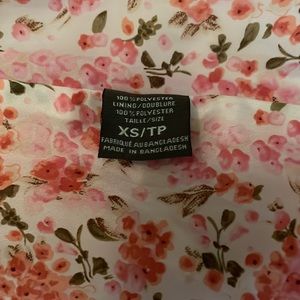 100% POLYESTER
LINING/DOUBLURE
100% POLYESTER
TAILLE/SIZE
XS/TP
FABRIQUÉ AU BANGLADESH
MADE IN BANGLADESH